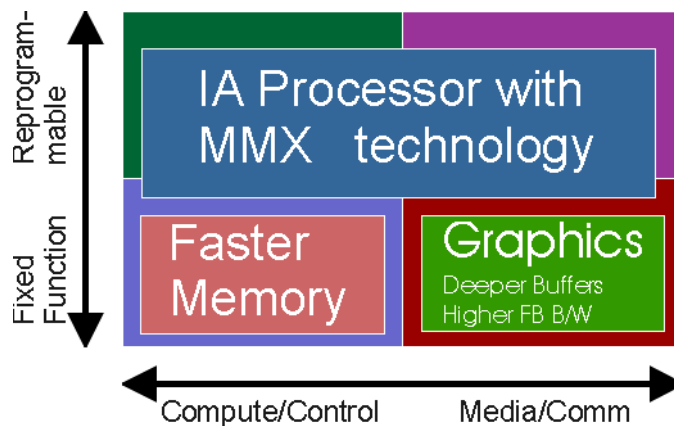 Reprogram-
mable
Fixed
Function
IA Processor with
MMX technology
Faster
Memory
Graphics
Deeper Buffers
Higher FB B/W
Compute/Control
Media/Comm